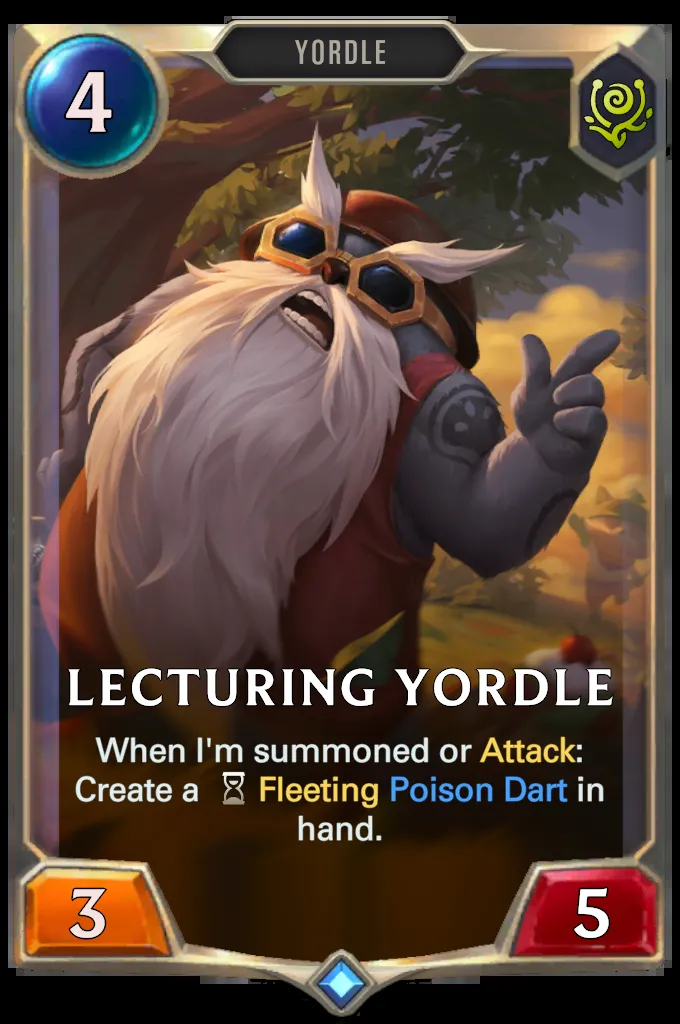 YORDLE
4
LECTURING YORDLE
When I'm summoned or Attack:
Create a Fleeting Poison Dart in
hand.
3
5